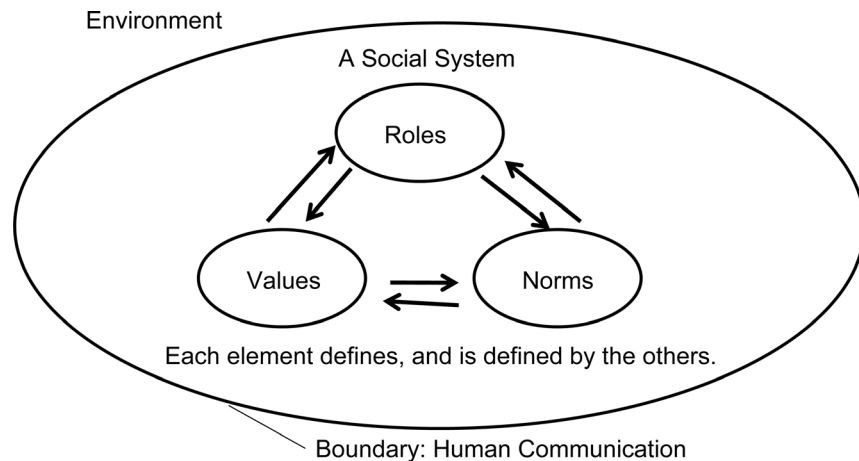 Environment
A Social System
Roles
Values
Norms
Each element defines, and is defined by the others.
Boundary: Human Communication